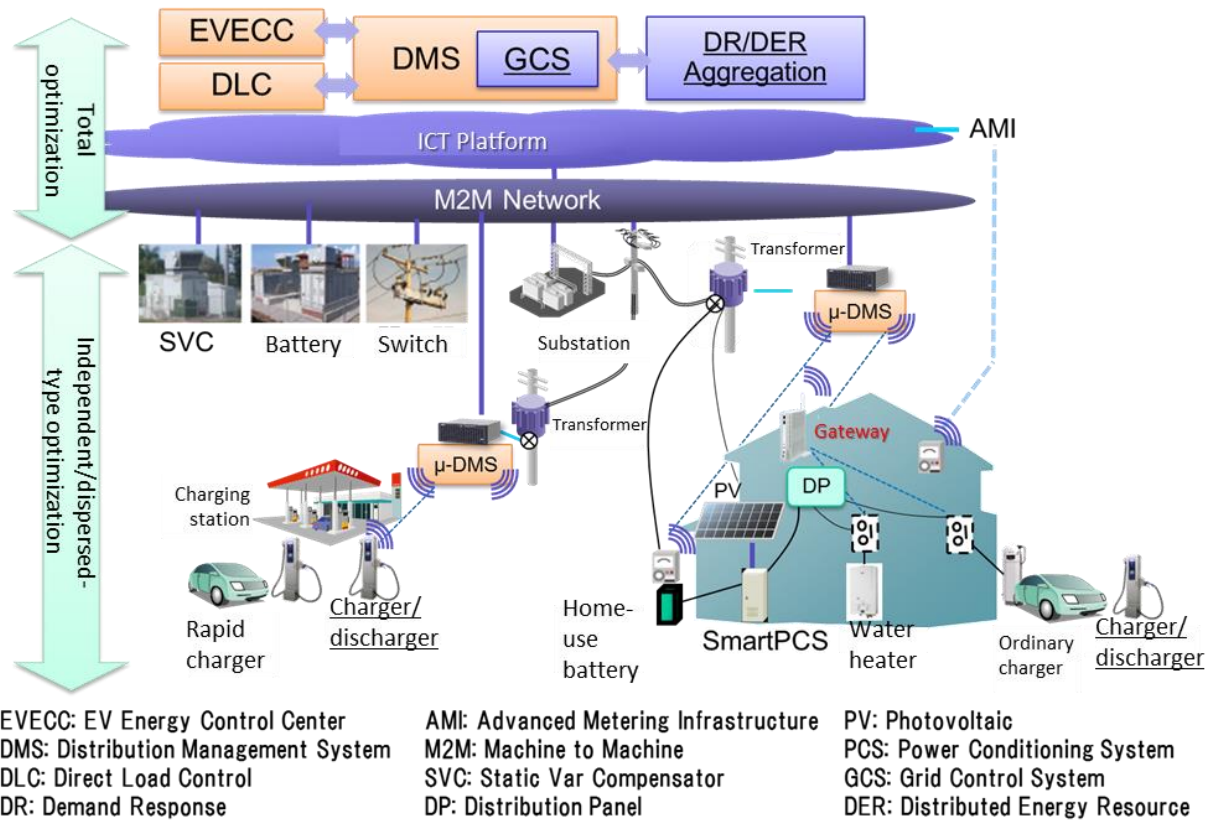 EVECC
DLC
DMS
GCS
DR/DER
Aggregation
Total
optimization
ICT Platform
AMI
M2M Network
Transformer
μ-DMS
SVC
Battery
Switch
Substation
Independent/dispersed-
type optimization
Transformer
μ-DMS
Gateway
Charging
station
PV
DP
Rapid
charger
Charger/
discharger
Home-
use
battery
SmartPCS
Water
heater
Ordinary
charger
Charger/
discharger
EVECC: EV Energy Control Center
DMS: Distribution Management System
DLC: Direct Load Control
DR: Demand Response
AMI: Advanced Metering Infrastructure
M2M: Machine to Machine
SVC: Static Var Compensator
DP: Distribution Panel
PV: Photovoltaic
PCS: Power Conditioning System
GCS: Grid Control System
DER: Distributed Energy Resource